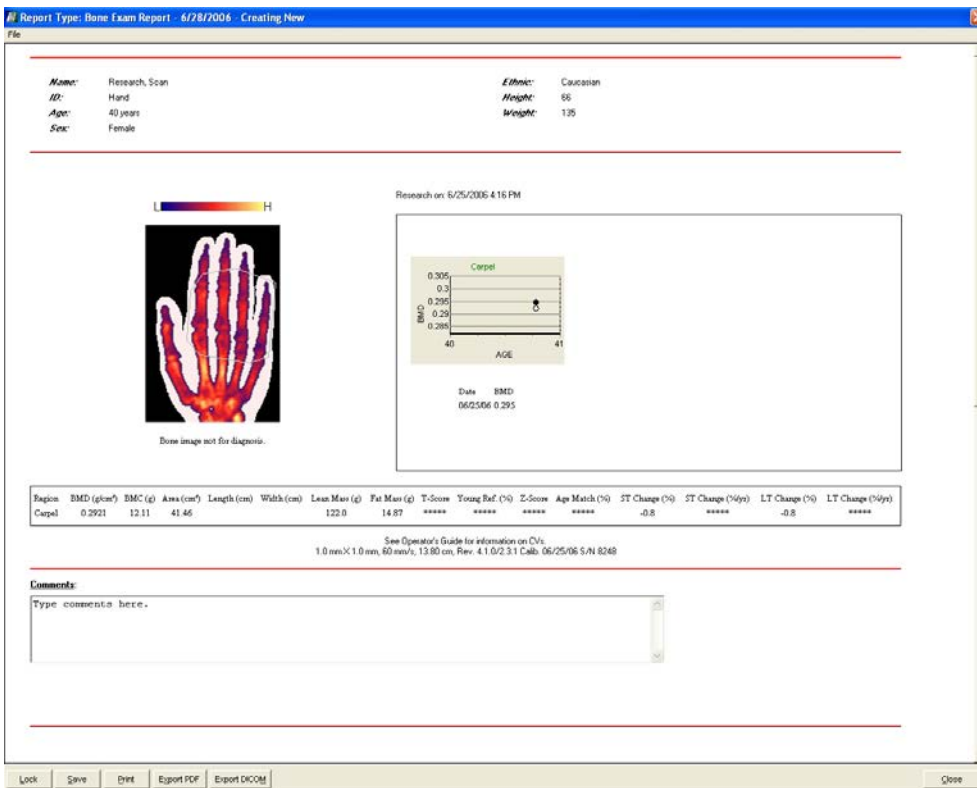 Report Type: Bone Exam Report - 6/28/2006 - Creating New
File
Name: Research, Scan
Ethnic: Caucasian
ID: Hand
Height: 66
Age: 40 years
Weight: 135
Sex: Female
Research on: 6/25/2006 4:16 PM
L H
Carpel
0.305
0.3
0.295
0.29
0.285
BMD
40 41
AGE
Date BMD
06/25/06 0.295
Bone image not for diagnosis.
Region BMD (g/cm²) BMC (g) Area (cm²) Length (cm) Width (cm) Lean Mass (g) Fat Mass (g) T-Score Young Ref. (%) Z-Score Age Match (%) ST Change (%) ST Change (%/yr) LT Change (%) LT Change (%/yr)
Carpel 0.2921 12.11 41.46 122.0 14.87 ***** ***** ***** ***** -0.8 ***** -0.8 *****
See Operator's Guide for information on CVs.
1.0 mm X 1.0 mm, 60 mm/s, 13.80 cm, Rev. 4.1.0/2.3.1 Calib. 06/25/06 S/N 8248
Comments:
Type comments here.
Lock Save Print Export PDF Export DICOM Close